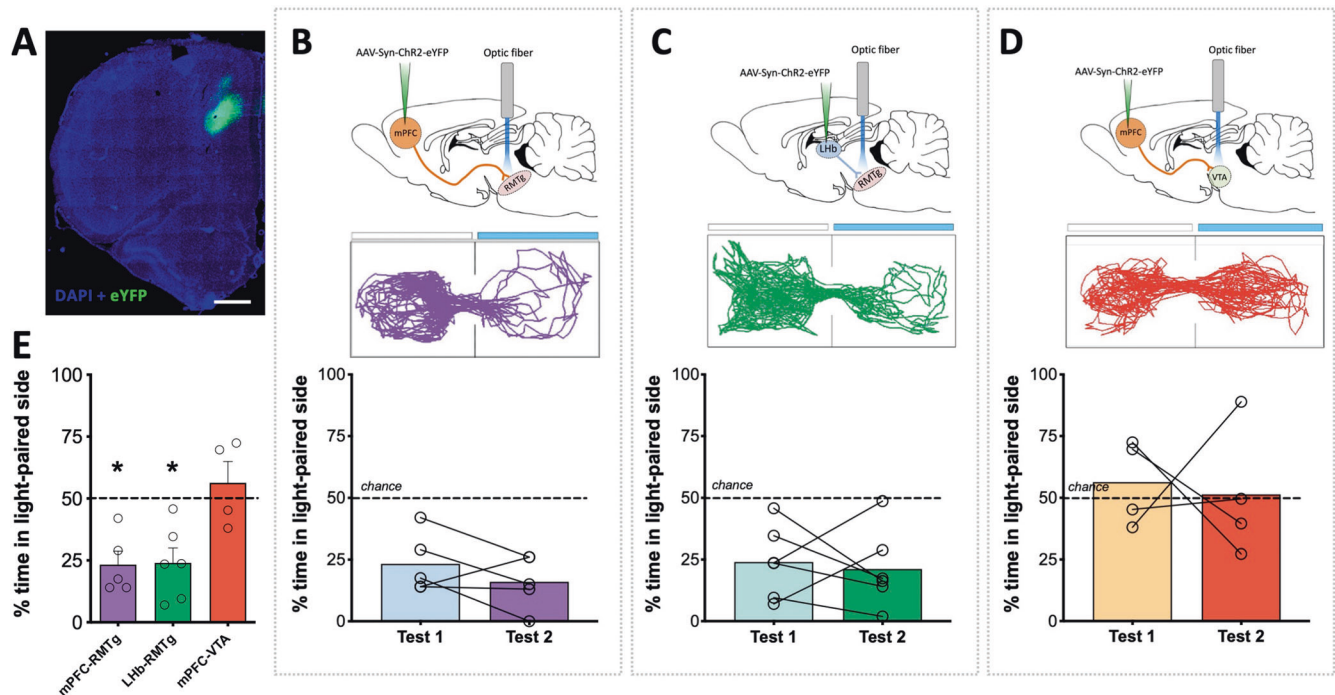 A
DAPI + eYFP
B
AAV-Syn-ChR2-eYFP
Optic fiber
mPFC
RMTg
% time in light-paired side
100
75
50
25
0
chance
Test 1
Test 2
C
AAV-Syn-ChR2-eYFP
Optic fiber
LHb
RMTg
% time in light-paired side
100
75
50
25
0
chance
Test 1
Test 2
D
AAV-Syn-ChR2-eYFP
Optic fiber
mPFC
VTA
% time in light-paired side
100
75
50
25
0
chance
Test 1
Test 2
E
% time in light-paired side
100
75
50
25
0
*
*
mPFC-RMTg
LHb-RMTg
mPFC-VTA